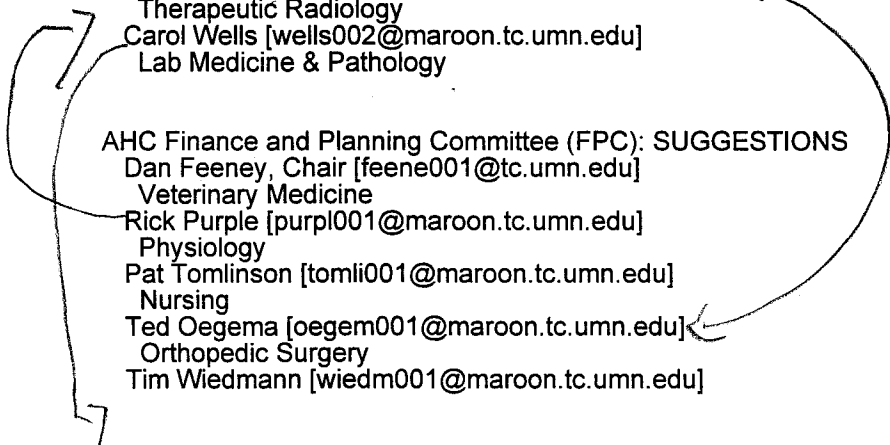 Therapeutic Radiology
Carol Wells [wells002@maroon.tc.umn.edu]
Lab Medicine & Pathology
AHC Finance and Planning Committee (FPC): SUGGESTIONS
Dan Feeney, Chair [feene001@tc.umn.edu]
Veterinary Medicine
Rick Purple [purpl001@maroon.tc.umn.edu]
Physiology
Pat Tomlinson [tomli001@maroon.tc.umn.edu]
Nursing
Ted Oegema [oegem001@maroon.tc.umn.edu]
Orthopedic Surgery
Tim Wiedmann [wiedm001@maroon.tc.umn.edu]